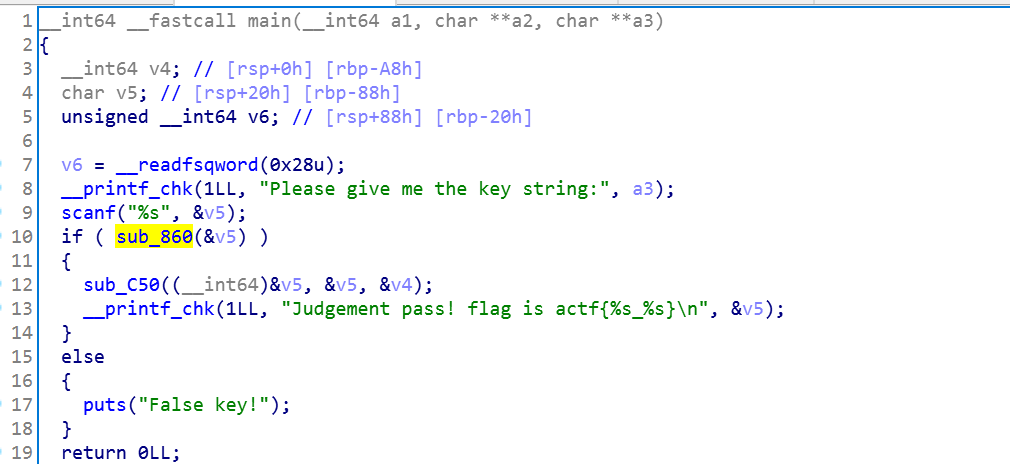 1 __int64 __fastcall main(__int64 a1, char **a2, char **a3)
2 {
3 __int64 v4; // [rsp+0h] [rbp-A8h]
4 char v5; // [rsp+20h] [rbp-88h]
5 unsigned __int64 v6; // [rsp+88h] [rbp-20h]
6
7 v6 = __readfsqword(0x28u);
8 __printf_chk(1LL, "Please give me the key string:", a3);
9 scanf("%s", &v5);
10 if ( sub_860(&v5) )
11 {
12 sub_C50((__int64)&v5, &v5, &v4);
13 __printf_chk(1LL, "Judgement pass! flag is actf{%s_%s}\n", &v5);
14 }
15 else
16 {
17 puts("False key!");
18 }
19 return 0LL;